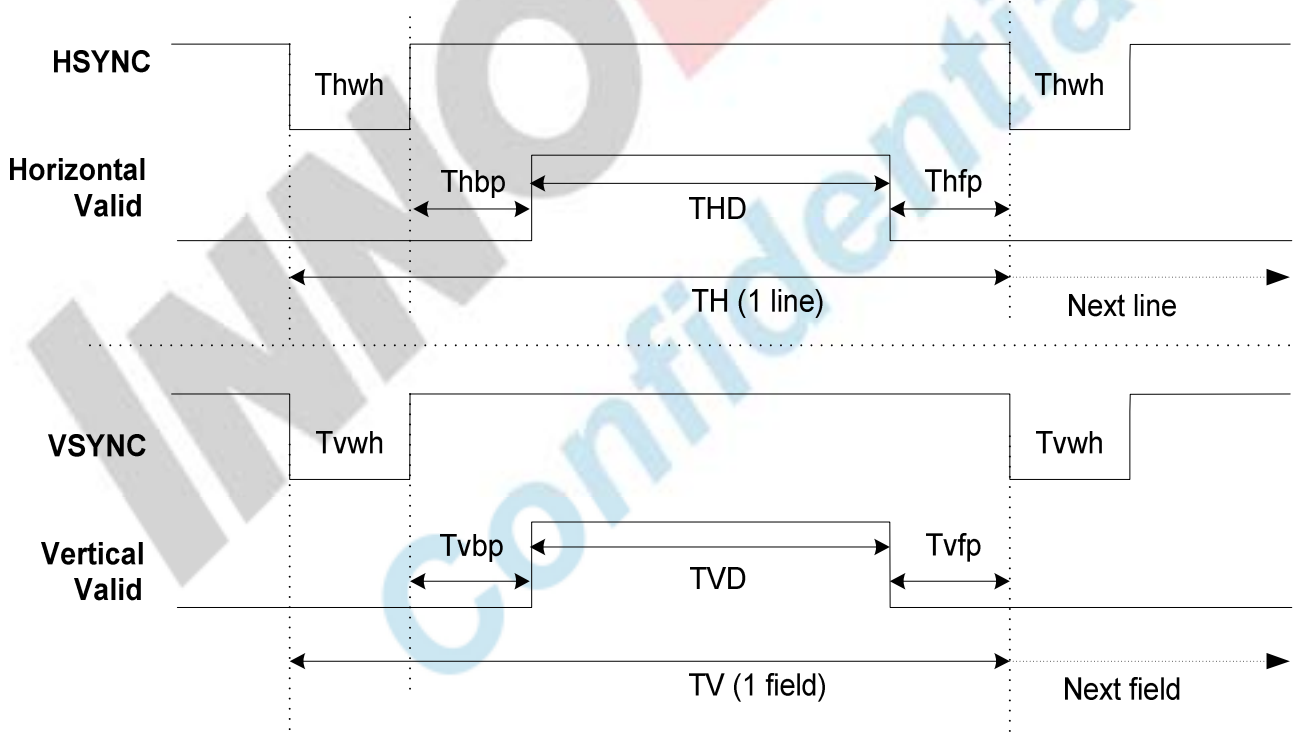 HSYNC
Thwh
Thwh
Horizontal
Valid
Thbp
THD
Thfp
TH (1 line)
Next line
VSYNC
Tvwh
Tvwh
Vertical
Valid
Tvbp
TVD
Tvfp
TV (1 field)
Next field
INNO
Confidentia